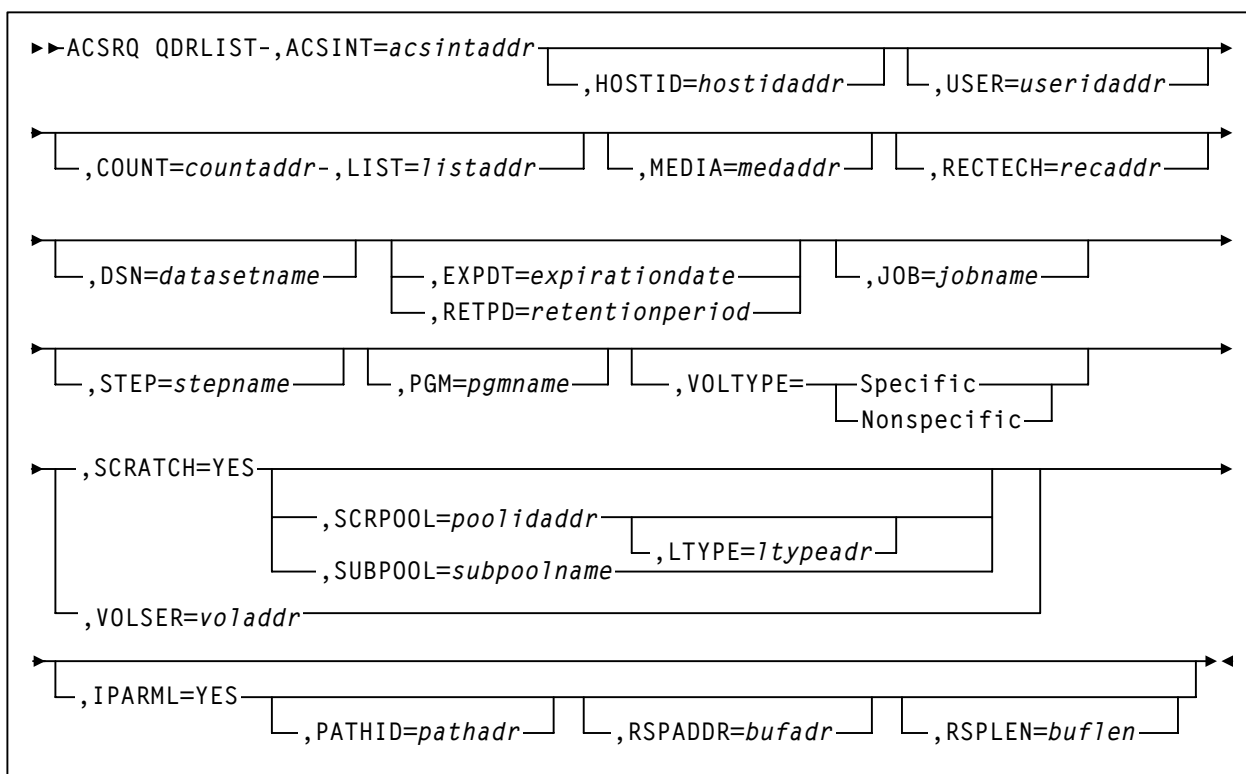 ACSRQ QDRLIST-,ACSINT=acsintaddr
,HOSTID=hostidaddr ,USER=useridaddr
,COUNT=countaddr-,LIST=listaddr ,MEDIA=medaddr ,RECTECH=recaddr
,DSN=datasetname ,EXPDT=expirationdate ,JOB=jobname
,RETPD=retentionperiod
,STEP=stepname ,PGM=pgmname ,VOLTYPE= Specific
Nonspecific
,SCRATCH=YES
,SCRPOOL=poolidaddr
,LTYPE=ltypeadr
,SUBPOOL=subpoolname
,VOLSER=voladdr
,IPARML=YES
,PATHID=pathadr ,RSPADDR=bufadr ,RSPLEN=buflen